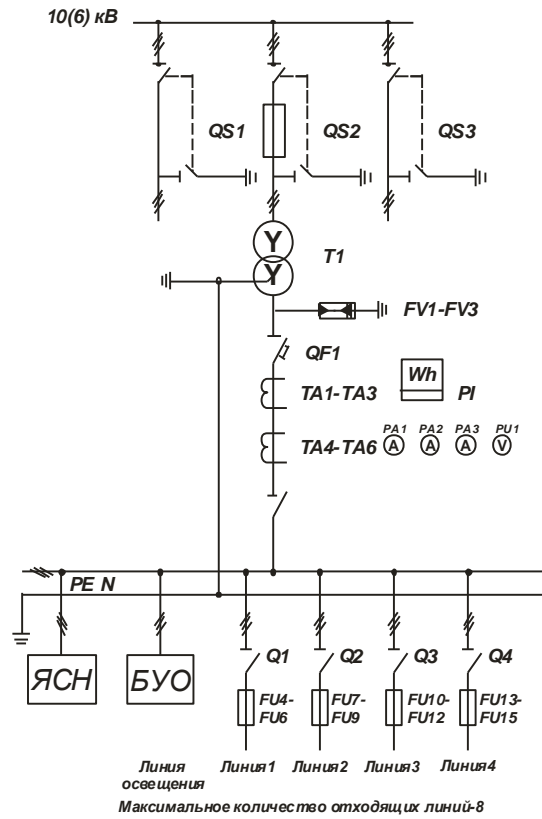 10(6) кВ
QS1
QS2
QS3
Y
Y
T1
FV1-FV3
QF1
Wh
TA1-TA3
PI
PA1 PA2 PA3 PU1
TA4-TA6
A A A V
PE N
Q1 Q2 Q3 Q4
ЯСН
БУО
FU4-
FU6
FU7-
FU9
FU10-
FU12
FU13-
FU15
Линия
освещения
Линия1
Линия2
Линия3
Линия4
Максимальное количество отходящих линий-8